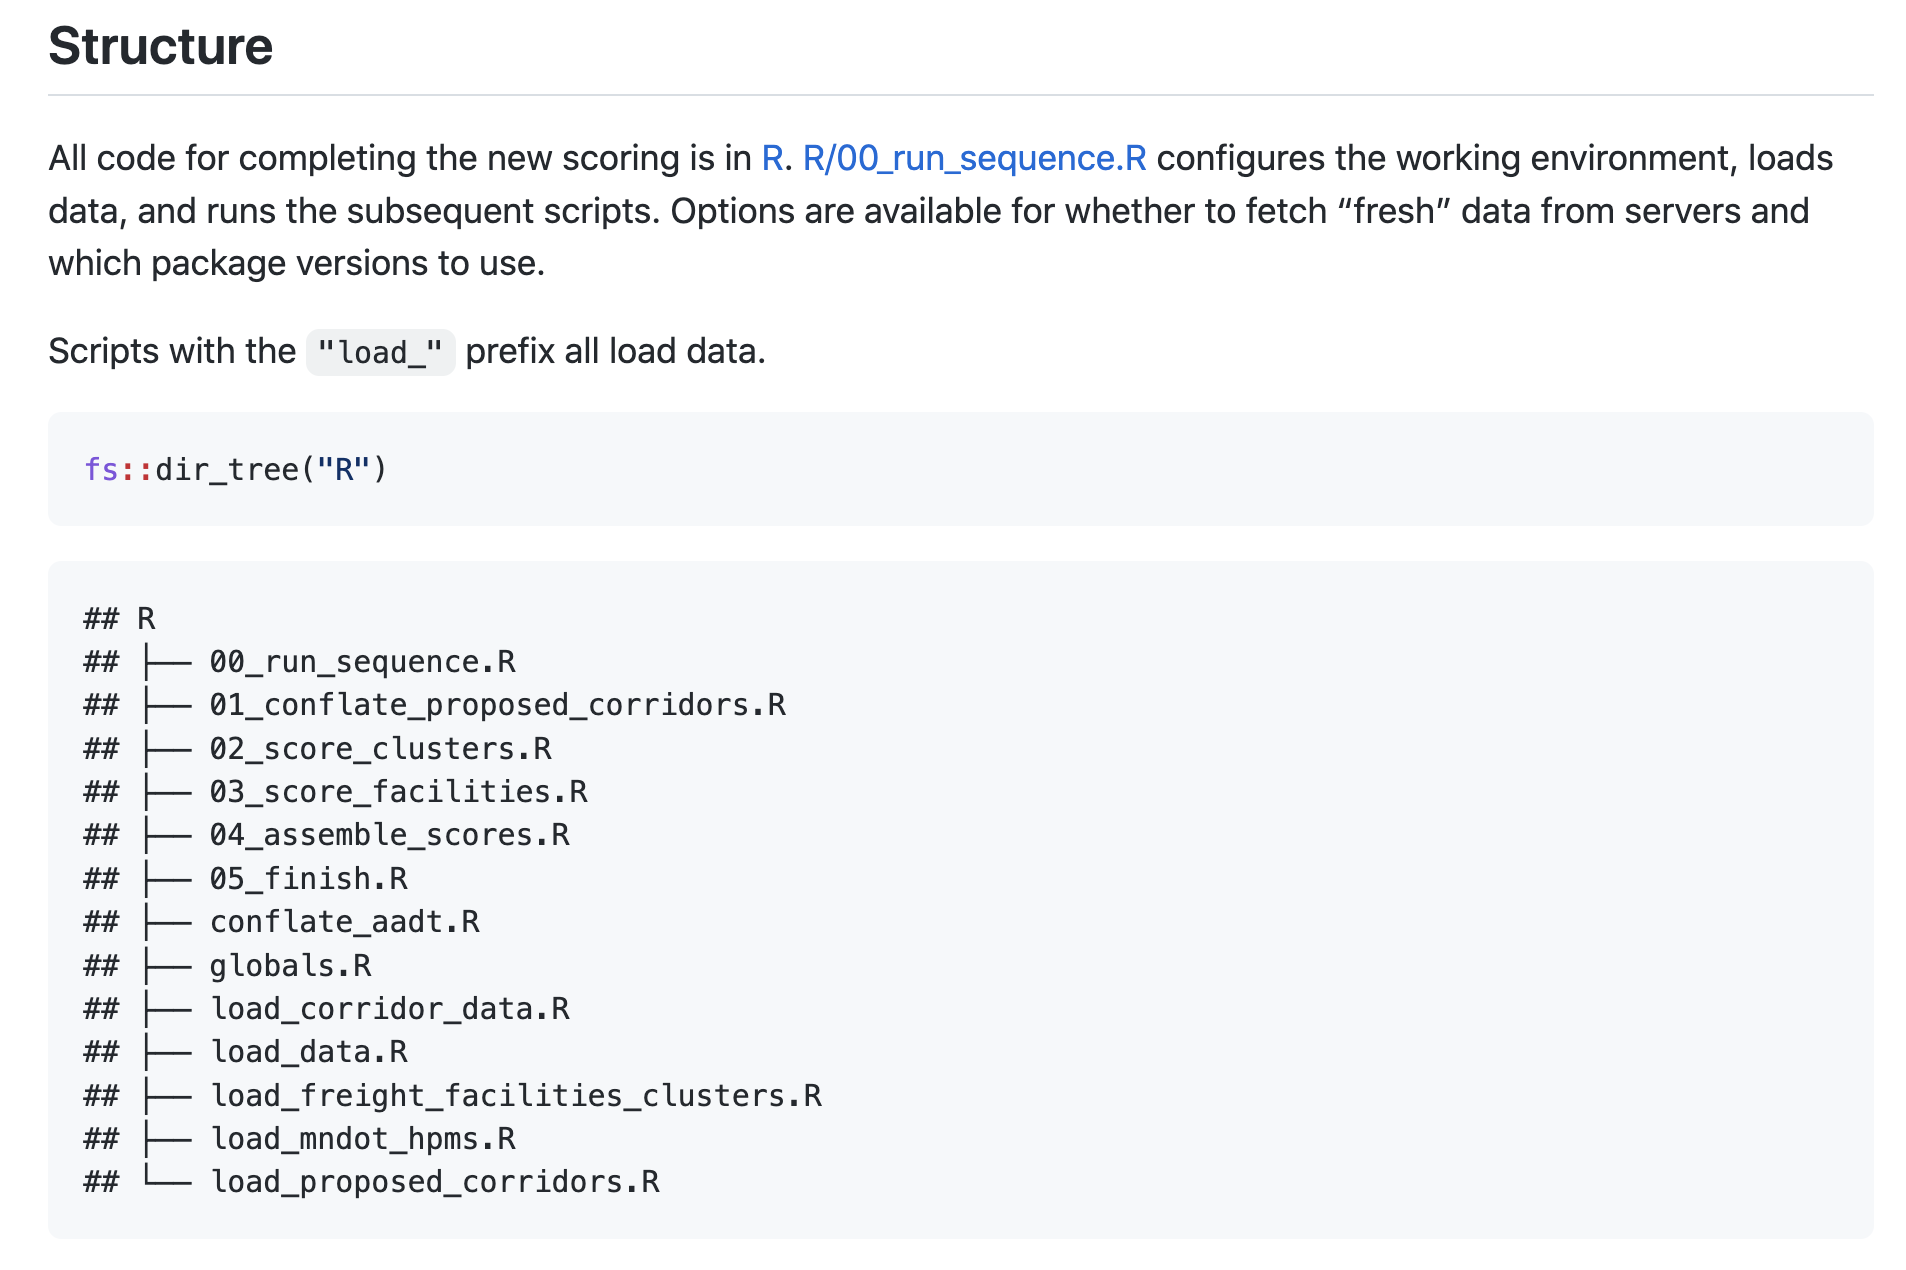 Structure
All code for completing the new scoring is in R. R/00_run_sequence.R configures the working environment, loads
data, and runs the subsequent scripts. Options are available for whether to fetch “fresh” data from servers and
which package versions to use.
Scripts with the "load_" prefix all load data.
fs::dir_tree("R")
## R
## ├── 00_run_sequence.R
## ├── 01_conflate_proposed_corridors.R
## ├── 02_score_clusters.R
## ├── 03_score_facilities.R
## ├── 04_assemble_scores.R
## ├── 05_finish.R
## ├── conflate_aadt.R
## ├── globals.R
## ├── load_corridor_data.R
## ├── load_data.R
## ├── load_freight_facilities_clusters.R
## ├── load_mndot_hpms.R
## └── load_proposed_corridors.R